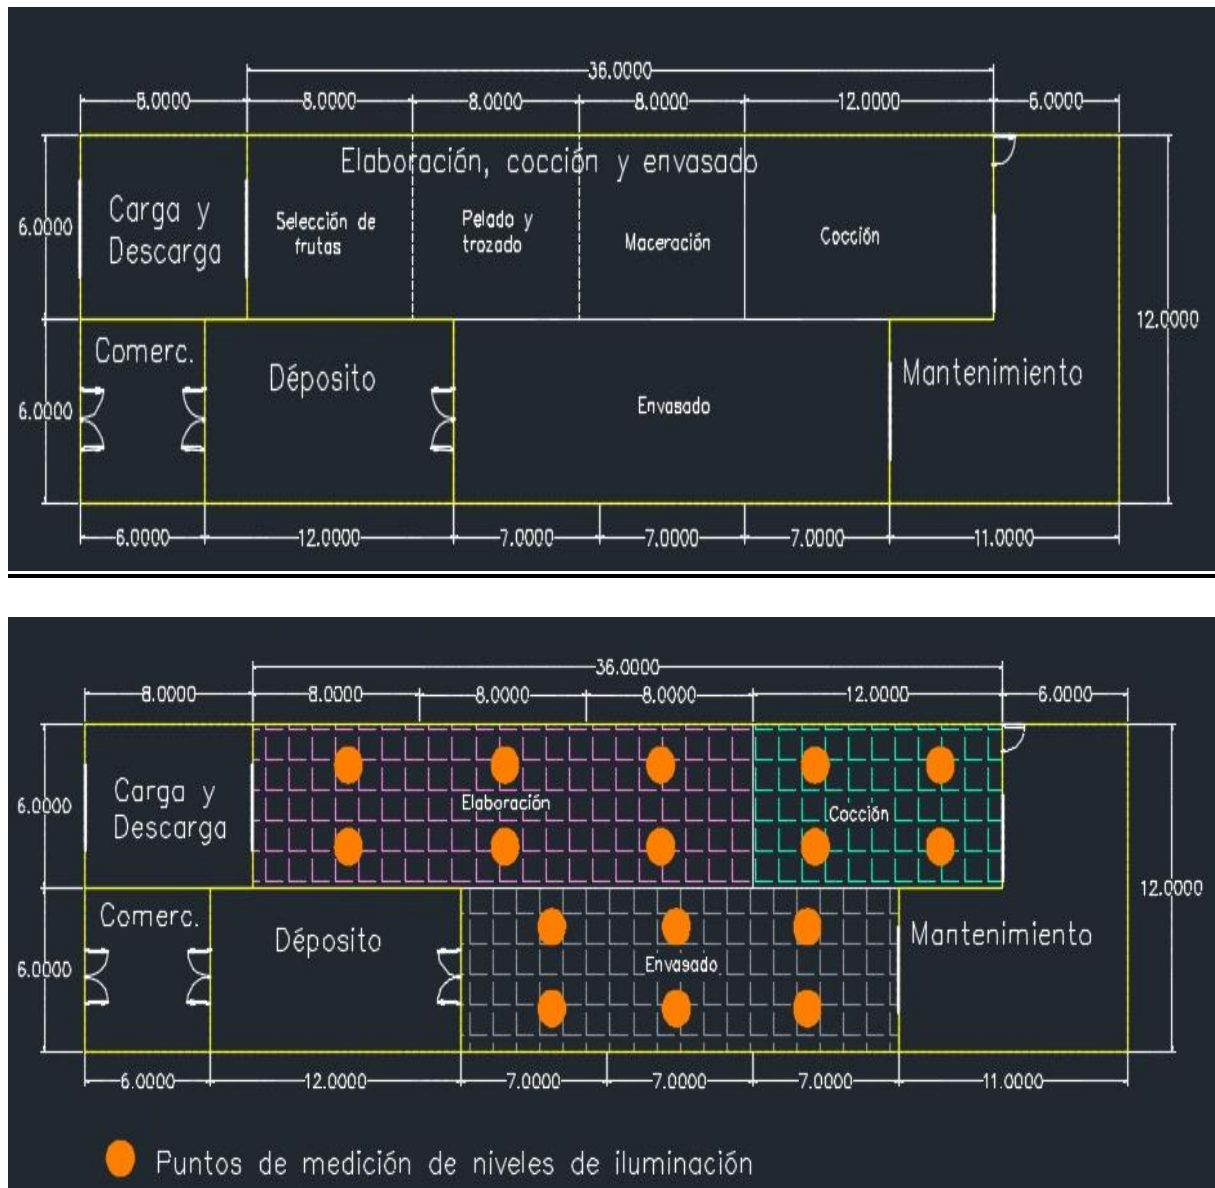 36.0000
8.0000 8.0000 8.0000 8.0000 12.0000 6.0000
Elaboración, cocción y envasado
Carga y
Descarga
Selección de
frutas
Pelado y
trozado
Maceración
Cocción
6.0000
12.0000
Comerc.
Déposito
Envasado
Mantenimiento
6.0000
6.0000 12.0000 7.0000 7.0000 7.0000 11.0000
36.0000
8.0000 8.0000 8.0000 8.0000 12.0000 6.0000
Carga y
Descarga
Elaboración
Cocción
6.0000
12.0000
Comerc.
Déposito
Envasado
Mantenimiento
6.0000
6.0000 12.0000 7.0000 7.0000 7.0000 11.0000
Puntos de medición de niveles de iluminación